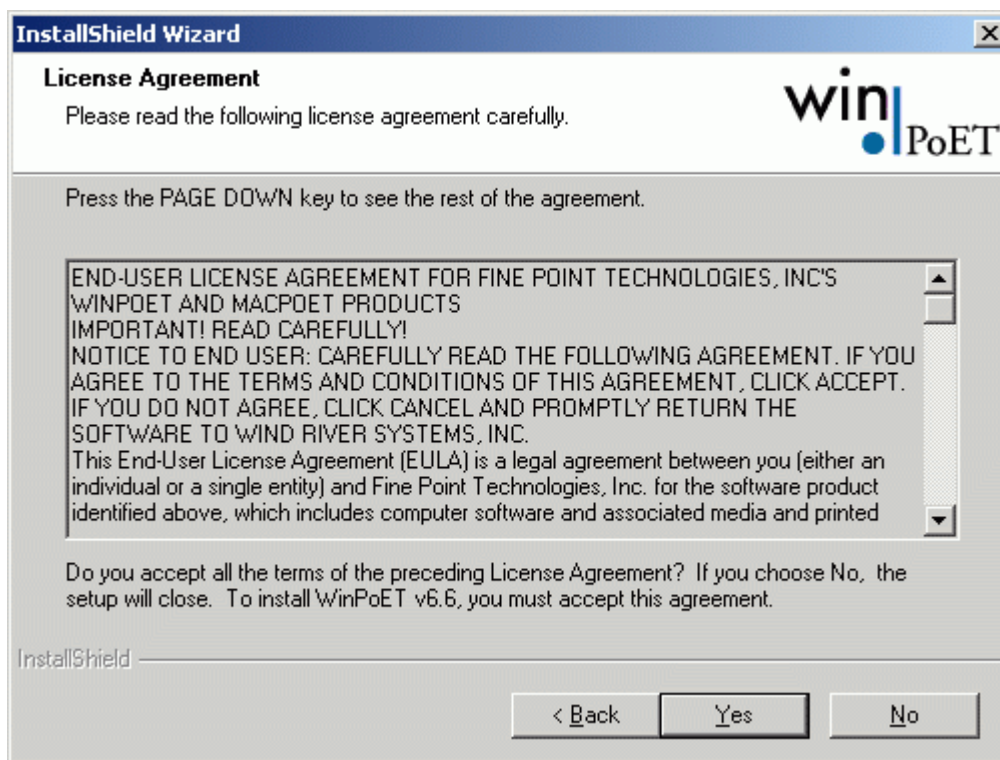 InstallShield Wizard
License Agreement
Please read the following license agreement carefully.
win
PoET
Press the PAGE DOWN key to see the rest of the agreement.
END-USER LICENSE AGREEMENT FOR FINE POINT TECHNOLOGIES, INC'S
WINPOET AND MACPOET PRODUCTS
IMPORTANT! READ CAREFULLY!
NOTICE TO END USER: CAREFULLY READ THE FOLLOWING AGREEMENT. IF YOU
AGREE TO THE TERMS AND CONDITIONS OF THIS AGREEMENT, CLICK ACCEPT.
IF YOU DO NOT AGREE, CLICK CANCEL AND PROMPTLY RETURN THE
SOFTWARE TO WIND RIVER SYSTEMS, INC.
This End-User License Agreement (EULA) is a legal agreement between you (either an
individual or a single entity) and Fine Point Technologies, Inc. for the software product
identified above, which includes computer software and associated media and printed
Do you accept all the terms of the preceding License Agreement? If you choose No, the
setup will close. To install WinPoET v6.6, you must accept this agreement.
InstallShield
< Back
Yes
No